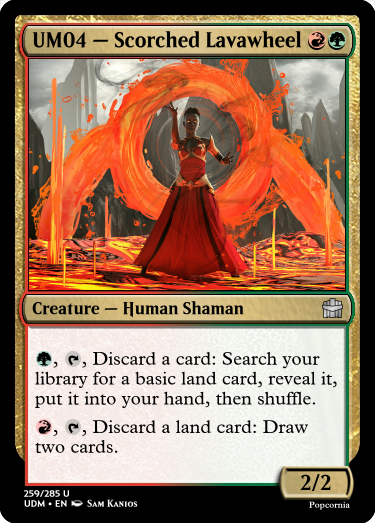 UM04 — Scorched Lavawheel
Creature — Human Shaman
, , Discard a card: Search your
library for a basic land card, reveal it,
put it into your hand, then shuffle.
, , Discard a land card: Draw
two cards.
2/2
259/285 U
UDM • EN Sam Kanios
Popcornia